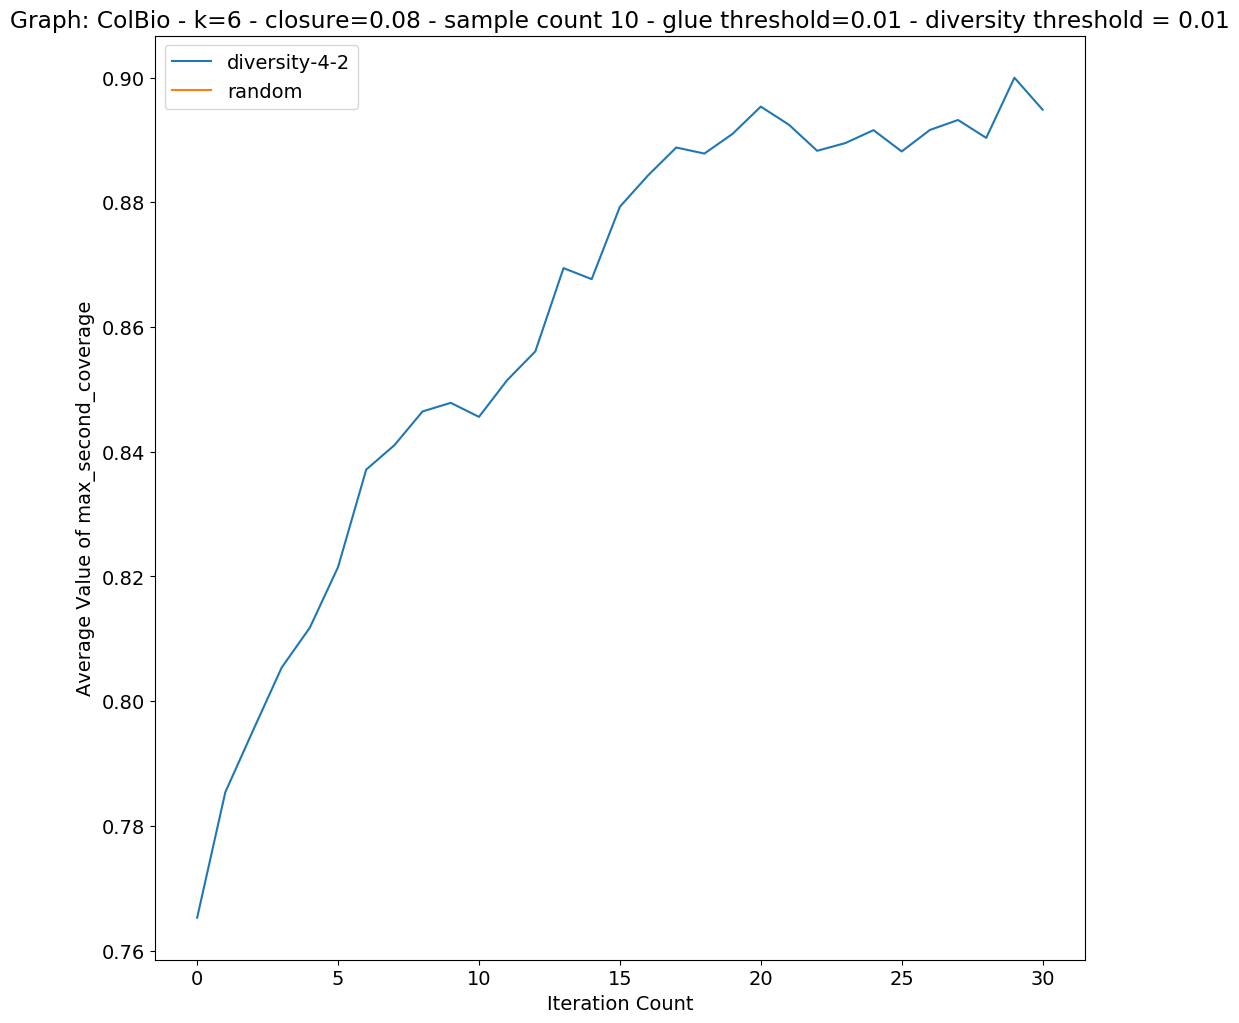 Graph: ColBio - k=6 - closure=0.08 - sample count 10 - glue threshold=0.01 - diversity threshold = 0.01
diversity-4-2
random
Average Value of max_second_coverage
0.90
0.88
0.86
0.84
0.82
0.80
0.78
0.76
0 5 10 15 20 25 30
Iteration Count